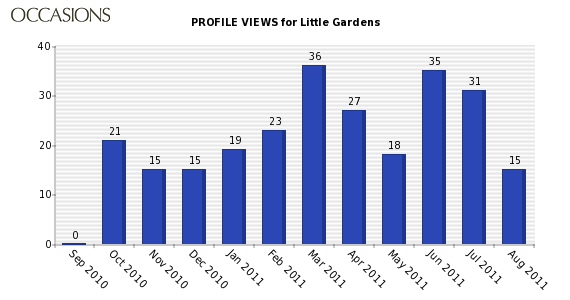 OCCASIONS
PROFILE VIEWS for Little Gardens
40
30
20
10
0
0
21
15
15
19
23
36
27
18
35
31
15
Sep 2010
Oct 2010
Nov 2010
Dec 2010
Jan 2011
Feb 2011
Mar 2011
Apr 2011
May 2011
Jun 2011
Jul 2011
Aug 2011